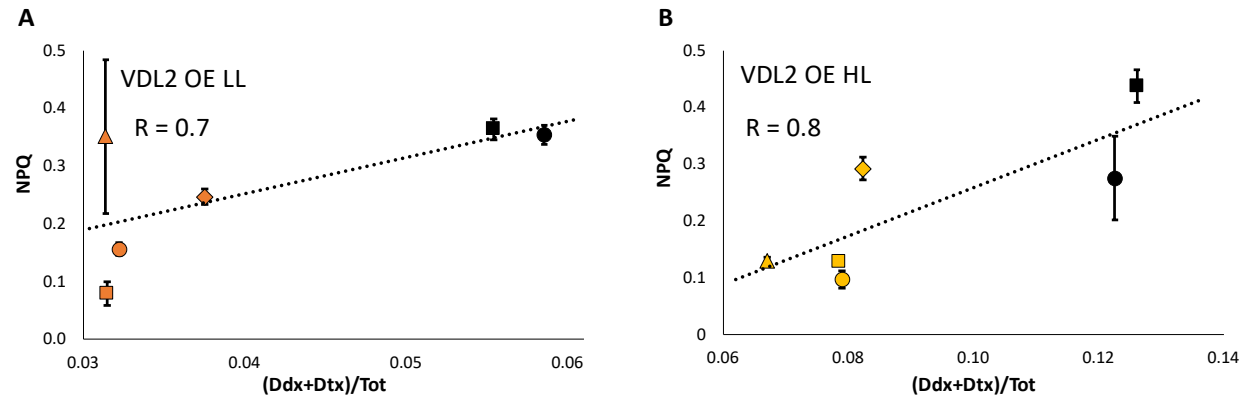 A
0.5
VDL2 OE LL
0.4
R = 0.7
0.3
NPQ
0.2
0.1
0.0
0.03
0.04
0.05
0.06
(Ddx+Dtx)/Tot
B
0.5
VDL2 OE HL
0.4
R = 0.8
0.3
NPQ
0.2
0.1
0
0.06
0.08
0.10
0.12
0.14
(Ddx+Dtx)/Tot